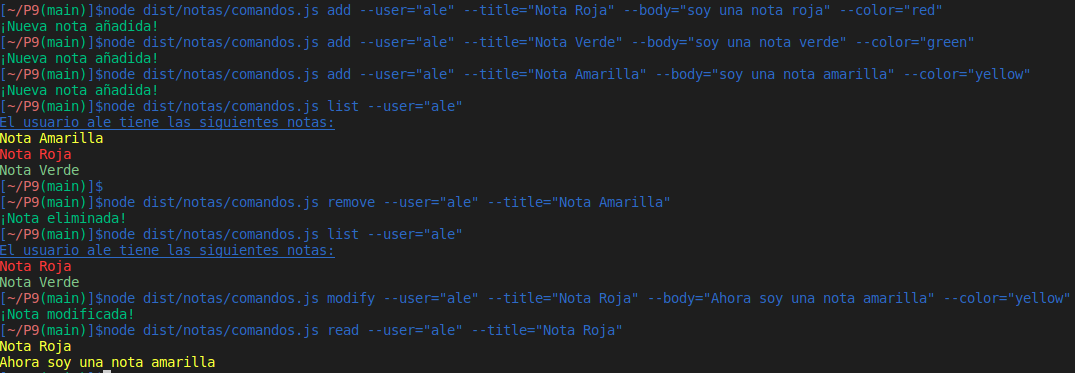 [~/P9(main)]$node dist/notas/comandos.js add --user="ale" --title="Nota Roja" --body="soy una nota roja" --color="red"
¡Nueva nota añadida!
[~/P9(main)]$node dist/notas/comandos.js add --user="ale" --title="Nota Verde" --body="soy una nota verde" --color="green"
¡Nueva nota añadida!
[~/P9(main)]$node dist/notas/comandos.js add --user="ale" --title="Nota Amarilla" --body="soy una nota amarilla" --color="yellow"
¡Nueva nota añadida!
[~/P9(main)]$node dist/notas/comandos.js list --user="ale"
El usuario ale tiene las siguientes notas:
Nota Amarilla
Nota Roja
Nota Verde
[~/P9(main)]$
[~/P9(main)]$node dist/notas/comandos.js remove --user="ale" --title="Nota Amarilla"
¡Nota eliminada!
[~/P9(main)]$node dist/notas/comandos.js list --user="ale"
El usuario ale tiene las siguientes notas:
Nota Roja
Nota Verde
[~/P9(main)]$node dist/notas/comandos.js modify --user="ale" --title="Nota Roja" --body="Ahora soy una nota amarilla" --color="yellow"
¡Nota modificada!
[~/P9(main)]$node dist/notas/comandos.js read --user="ale" --title="Nota Roja"
Nota Roja
Ahora soy una nota amarilla